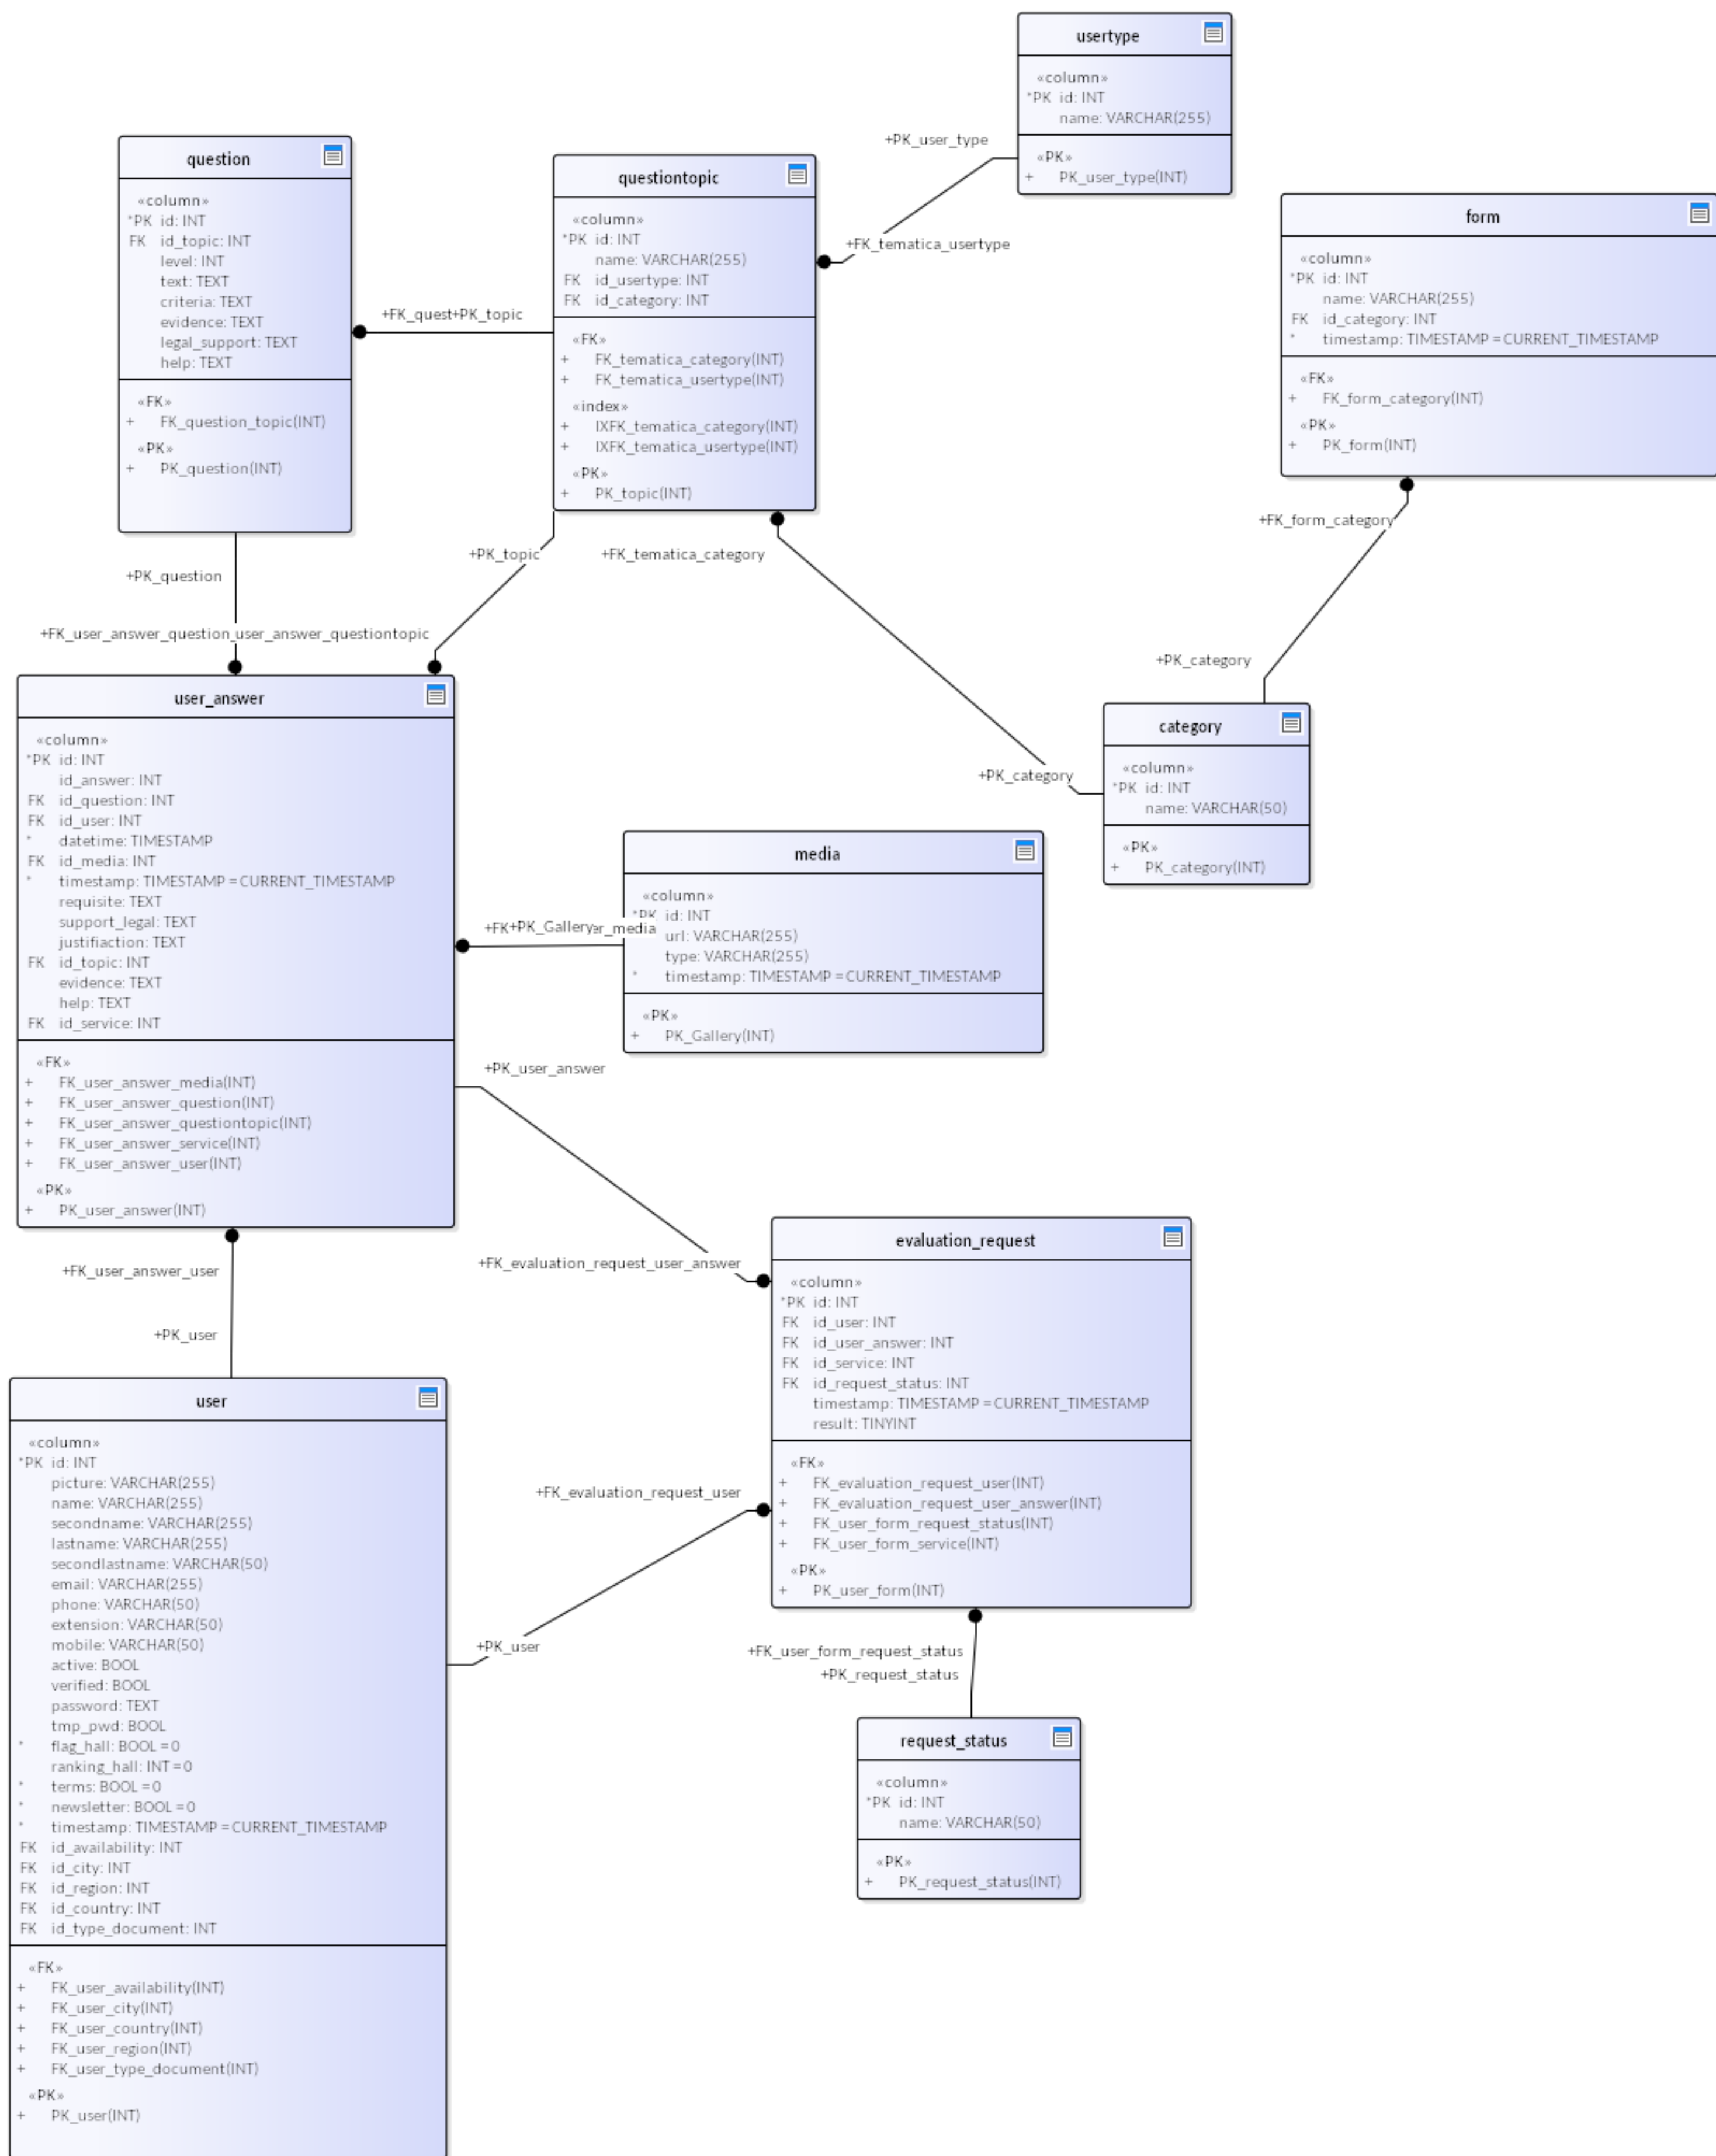 usertype
«column»
*PK id: INT
name: VARCHAR(255)
«PK»
+ PK_user_type(INT)
+PK_user_type
+FK_tematica_usertype
question
«column»
*PK id: INT
FK id_topic: INT
level: INT
text: TEXT
criteria: TEXT
evidence: TEXT
legal_support: TEXT
help: TEXT
«FK»
+ FK_question_topic(INT)
«PK»
+ PK_question(INT)
+FK_quest+PK_topic
questiontopic
«column»
*PK id: INT
name: VARCHAR(255)
FK id_usertype: INT
FK id_category: INT
«FK»
+ FK_tematica_category(INT)
+ FK_tematica_usertype(INT)
«index»
+ IXFK_tematica_category(INT)
+ IXFK_tematica_usertype(INT)
«PK»
+ PK_topic(INT)
form
«column»
*PK id: INT
name: VARCHAR(255)
FK id_category: INT
* timestamp: TIMESTAMP = CURRENT_TIMESTAMP
«FK»
+ FK_form_category(INT)
«PK»
+ PK_form(INT)
+FK_form_category
+PK_category
+PK_topic
+FK_tematica_category
+PK_category
+PK_question
+FK_user_answer_question_user_answer_questiontopic
category
«column»
*PK id: INT
name: VARCHAR(50)
«PK»
+ PK_category(INT)
user_answer
«column»
*PK id: INT
id_answer: INT
FK id_question: INT
FK id_user: INT
* datetime: TIMESTAMP
FK id_media: INT
* timestamp: TIMESTAMP = CURRENT_TIMESTAMP
requisite: TEXT
support_legal: TEXT
justifiaction: TEXT
FK id_topic: INT
evidence: TEXT
help: TEXT
FK id_service: INT
«FK»
+ FK_user_answer_media(INT)
+ FK_user_answer_question(INT)
+ FK_user_answer_questiontopic(INT)
+ FK_user_answer_service(INT)
+ FK_user_answer_user(INT)
«PK»
+ PK_user_answer(INT)
+FK+PK_Galleryer_media
media
«column»
*PK id: INT
url: VARCHAR(255)
type: VARCHAR(255)
* timestamp: TIMESTAMP = CURRENT_TIMESTAMP
«PK»
+ PK_Gallery(INT)
+PK_user_answer
+FK_evaluation_request_user_answer
+FK_user_answer_user
+PK_user
evaluation_request
«column»
*PK id: INT
FK id_user: INT
FK id_user_answer: INT
FK id_service: INT
FK id_request_status: INT
timestamp: TIMESTAMP = CURRENT_TIMESTAMP
result: TINYINT
«FK»
+ FK_evaluation_request_user(INT)
+ FK_evaluation_request_user_answer(INT)
+ FK_user_form_request_status(INT)
+ FK_user_form_service(INT)
«PK»
+ PK_user_form(INT)
+FK_evaluation_request_user
+PK_user
+FK_user_form_request_status
+PK_request_status
request_status
«column»
*PK id: INT
name: VARCHAR(50)
«PK»
+ PK_request_status(INT)
user
«column»
*PK id: INT
picture: VARCHAR(255)
name: VARCHAR(255)
secondname: VARCHAR(255)
lastname: VARCHAR(255)
secondlastname: VARCHAR(50)
email: VARCHAR(255)
phone: VARCHAR(50)
extension: VARCHAR(50)
mobile: VARCHAR(50)
active: BOOL
verified: BOOL
password: TEXT
tmp_pwd: BOOL
* flag_hall: BOOL = 0
ranking_hall: INT = 0
* terms: BOOL = 0
* newsletter: BOOL = 0
* timestamp: TIMESTAMP = CURRENT_TIMESTAMP
FK id_availability: INT
FK id_city: INT
FK id_region: INT
FK id_country: INT
FK id_type_document: INT
«FK»
+ FK_user_availability(INT)
+ FK_user_city(INT)
+ FK_user_country(INT)
+ FK_user_region(INT)
+ FK_user_type_document(INT)
«PK»
+ PK_user(INT)